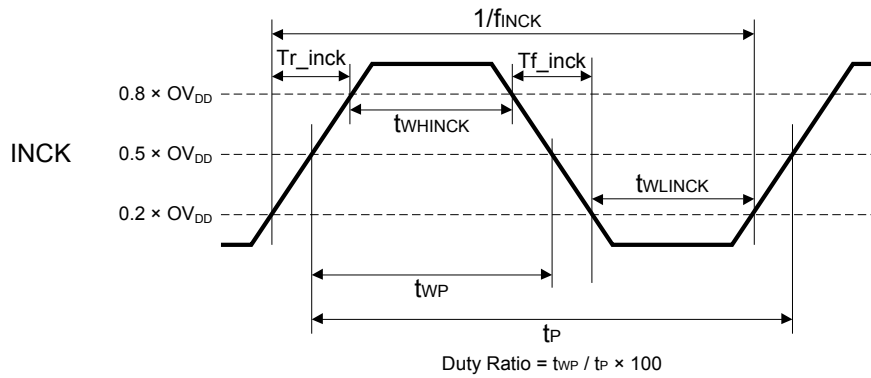 1/fINCK
Tr_inck
Tf_inck
0.8 × OVDD
tWHINCK
INCK
0.5 × OVDD
tWLINCK
0.2 × OVDD
tWP
tP
Duty Ratio = tWP / tP × 100